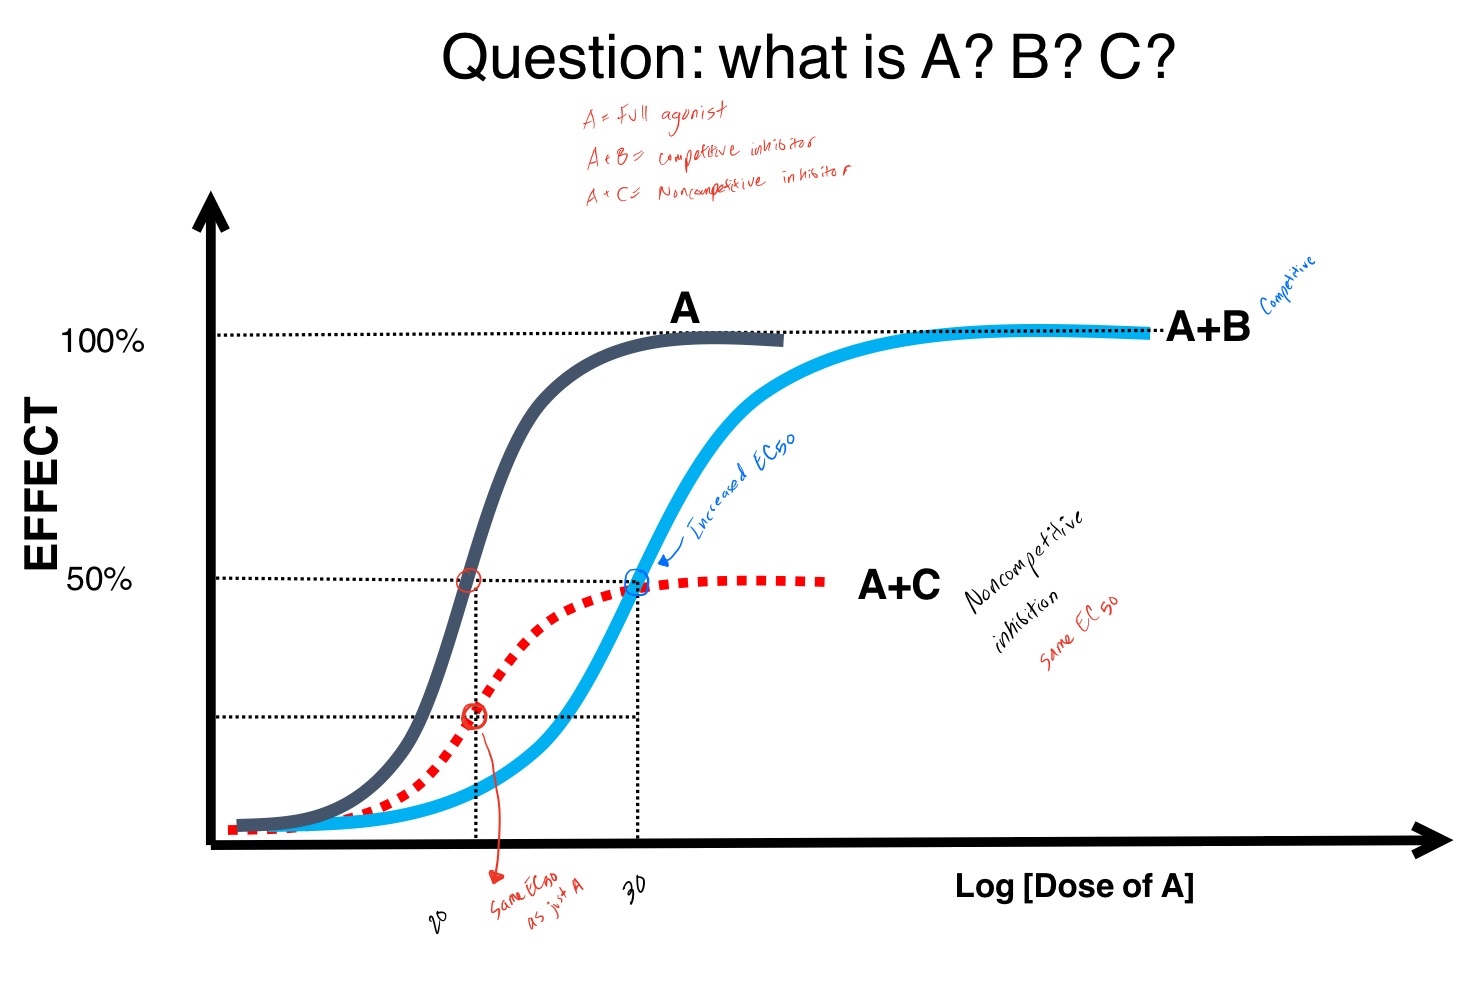 Question: what is A? B? C?
A = Full agonist
A+B= competitive inhibitor
A+C= Noncompetitive inhibitor
Competitive
A
A+B
100%
EFFECT
Increased EC50
50%
A+C
Noncompetitive
inhibition
same EC50
Same EC50
as just A
20
30
Log [Dose of A]